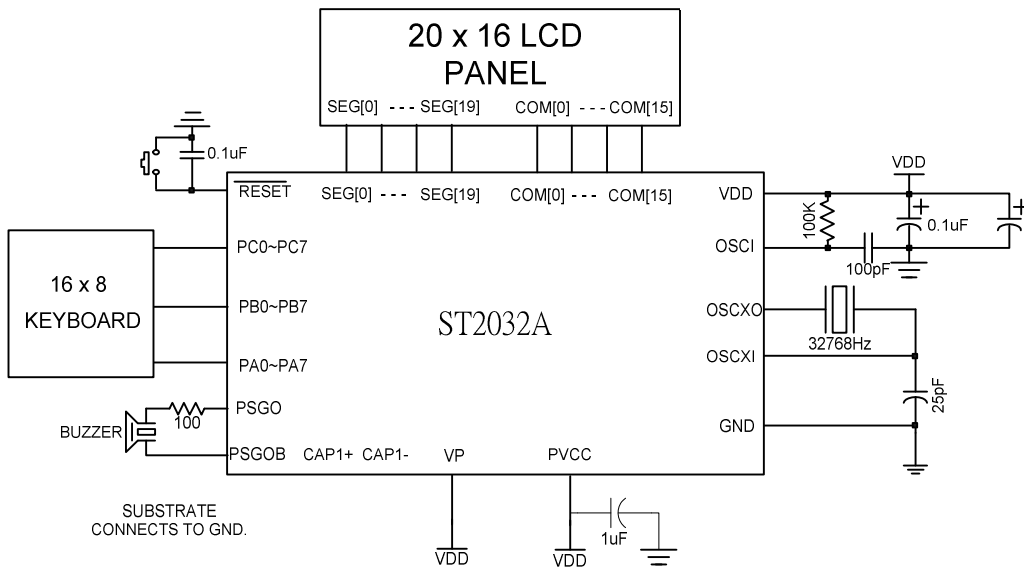 20 x 16 LCD
PANEL
SEG[0] --- SEG[19] COM[0] --- COM[15]
0.1uF
RESET
SEG[0] --- SEG[19] COM[0] --- COM[15]
VDD
VDD
100K
+
0.1uF
+
PC0~PC7
OSCI
100pF
16 x 8
KEYBOARD
PB0~PB7
ST2032A
OSCXO
32768Hz
OSCXI
PA0~PA7
25pF
PSGO
100
BUZZER
GND
PSGOB
CAP1+ CAP1- VP PVCC
SUBSTRATE
CONNECTS TO GND.
1uF
VDD
VDD